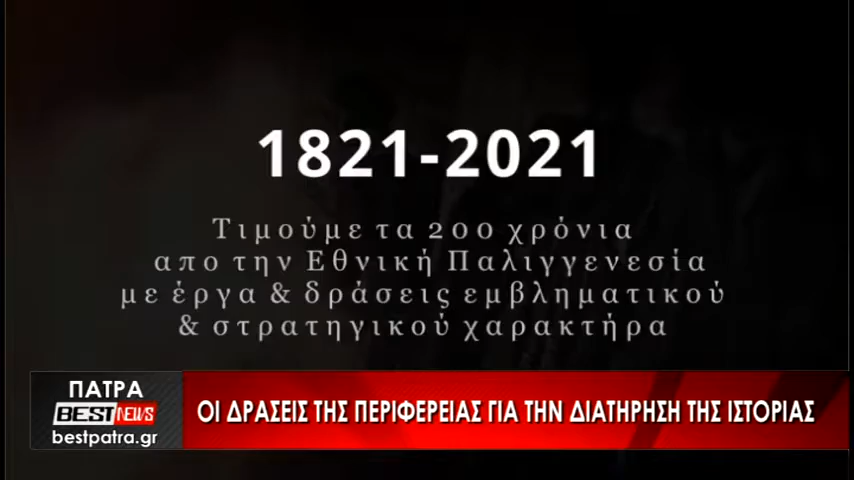 1821-2021
Τιμούμε τα 200 χρόνια
απο την Εθνική Παλιγγενεσία
με έργα & δράσεις εμβληματικού
& στρατηγικού χαρακτήρα
ΠΑΤΡΑ
BEST NEWS
bestpatra.gr
ΟΙ ΔΡΑΣΕΙΣ ΤΗΣ ΠΕΡΙΦΕΡΕΙΑΣ ΓΙΑ ΤΗΝ ΔΙΑΤΗΡΗΣΗ ΤΗΣ ΙΣΤΟΡΙΑΣ